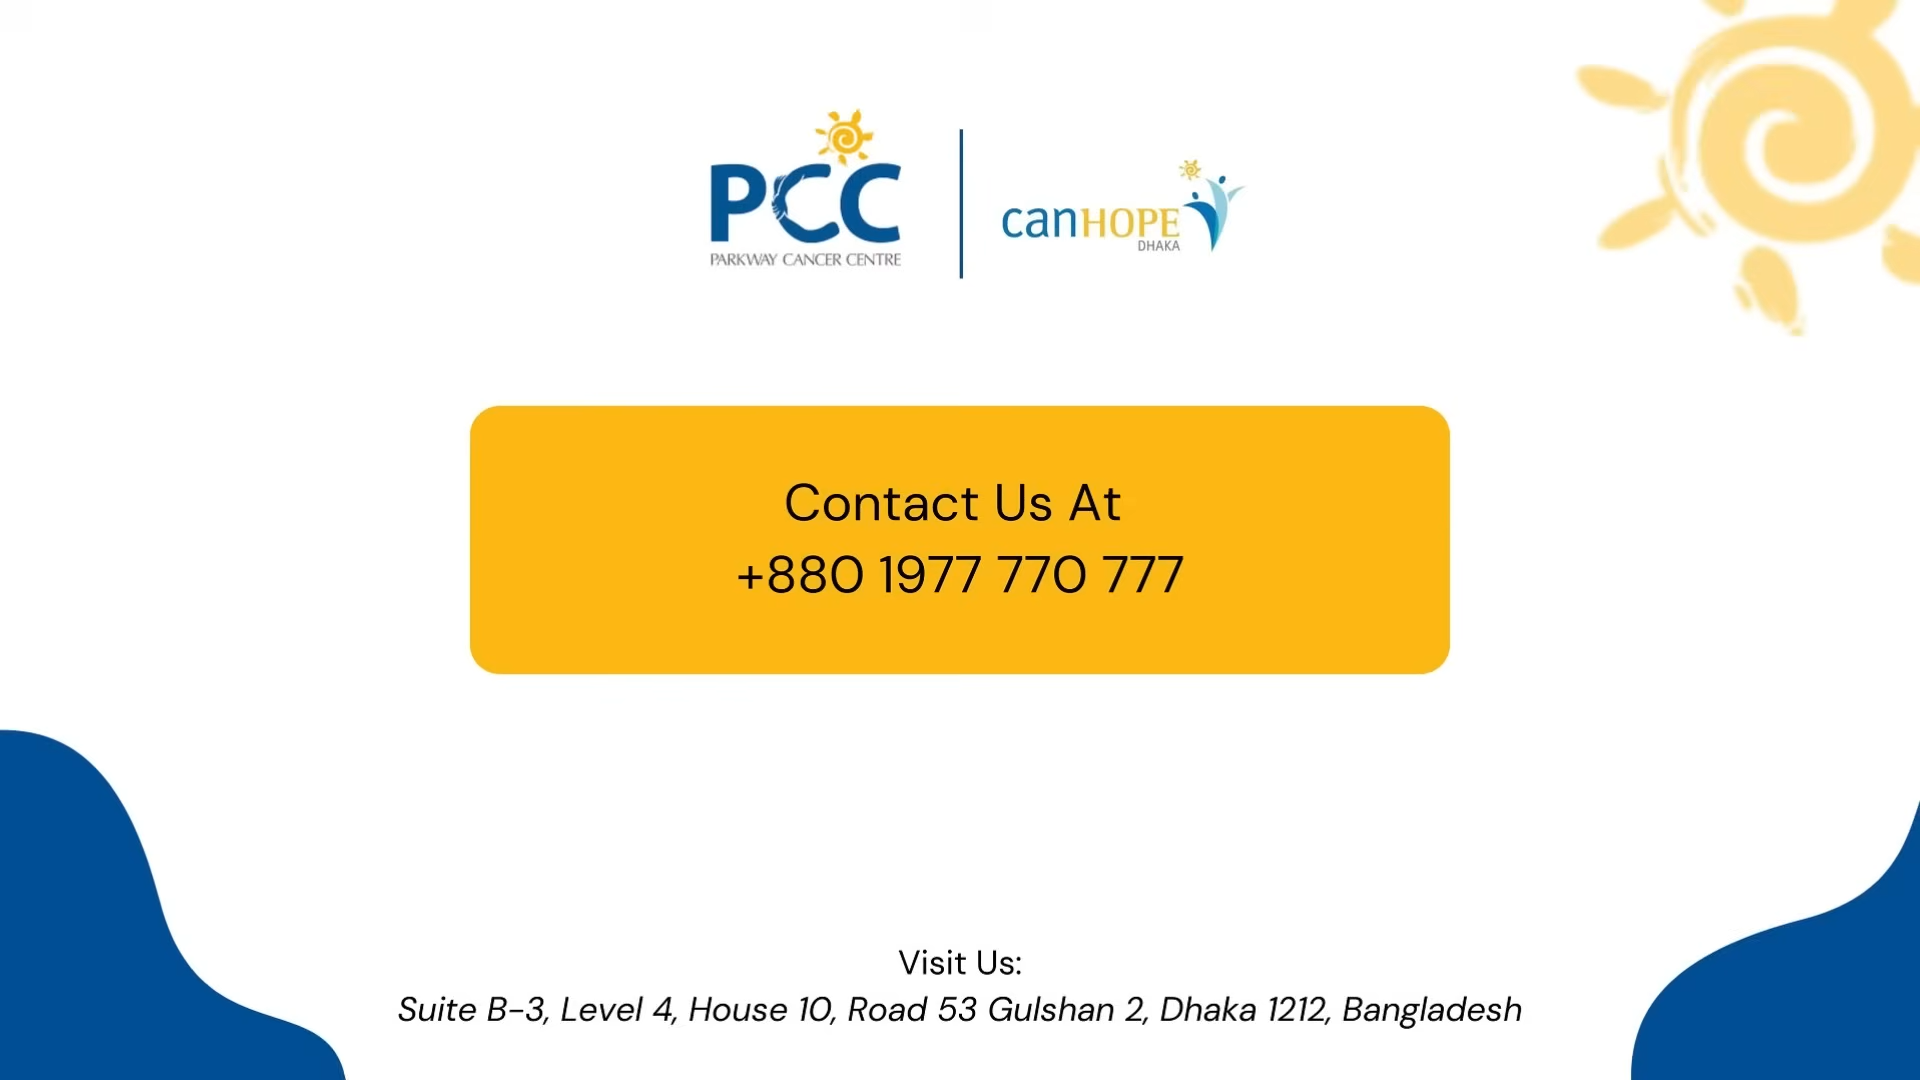 PCC
PARKWAY CANCER CENTRE
canHOPE
DHAKA
Contact Us At
+880 1977 770 777
Visit Us:
Suite B-3, Level 4, House 10, Road 53 Gulshan 2, Dhaka 1212, Bangladesh